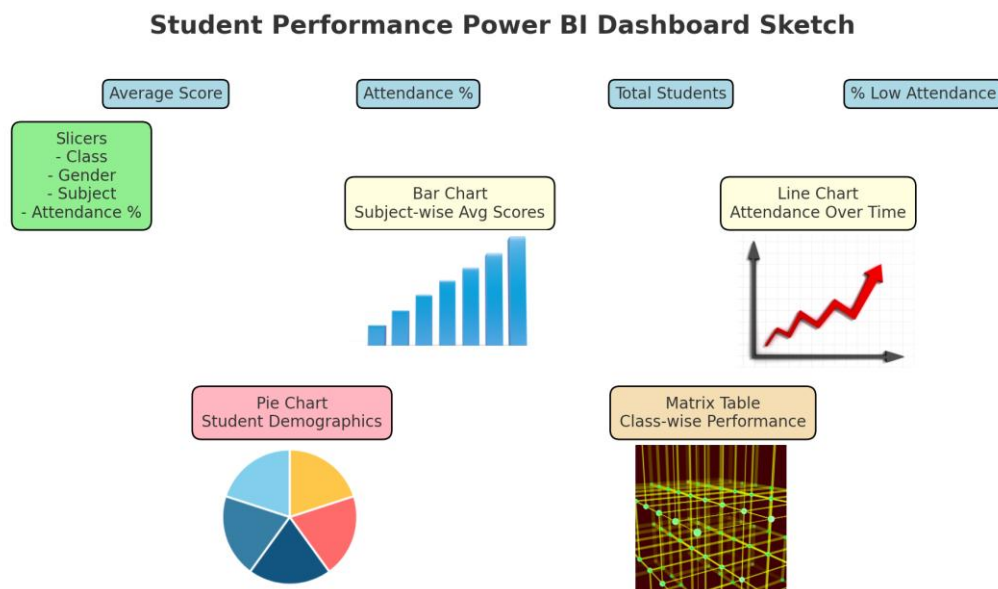 Student Performance Power BI Dashboard Sketch
Average Score
Attendance %
Total Students
% Low Attendance
Slicers
- Class
- Gender
- Subject
- Attendance %
Bar Chart
Subject-wise Avg Scores
Line Chart
Attendance Over Time
Pie Chart
Student Demographics
Matrix Table
Class-wise Performance